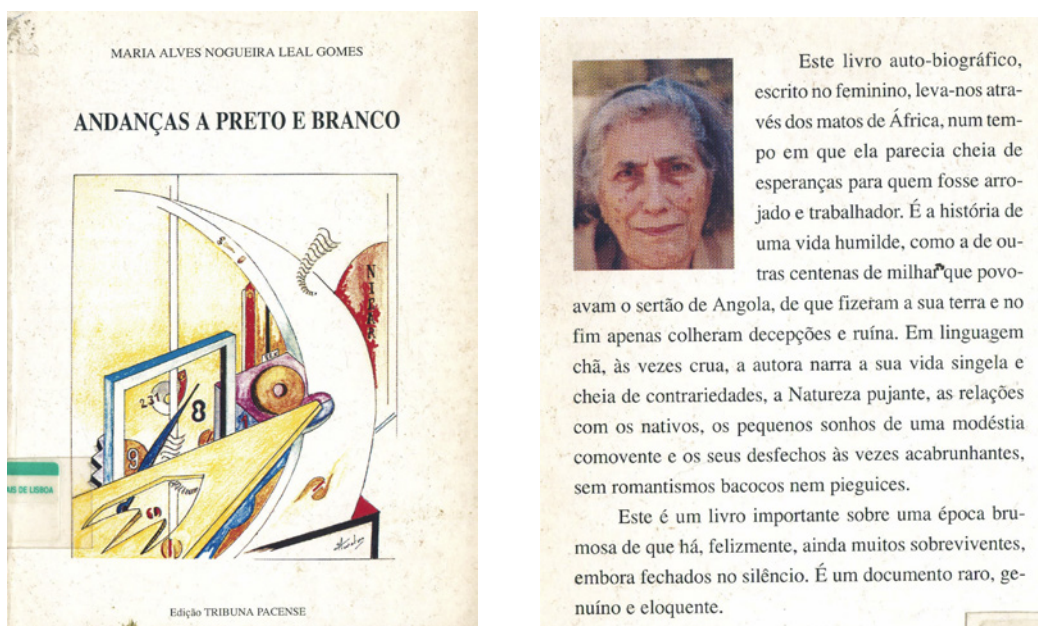 MARIA ALVES NOGUEIRA LEAL GOMES
ANDANÇAS A PRETO E BRANCO
NIFER
231
8
9
AIS DE LISBOA
Edição TRIBUNA PACENSE
Este livro auto-biográfico,
escrito no feminino, leva-nos atra-
vés dos matos de África, num tem-
po em que ela parecia cheia de
esperanças para quem fosse arro-
jado e trabalhador. É a história de
uma vida humilde, como a de ou-
tras centenas de milhar que povo-
avam o sertão de Angola, de que fizeram a sua terra e no
fim apenas colheram decepções e ruína. Em linguagem
chã, às vezes crua, a autora narra a sua vida singela e
cheia de contrariedades, a Natureza pujante, as relações
com os nativos, os pequenos sonhos de uma modéstia
comovente e os seus desfechos às vezes acabrunhantes,
sem romantismos bacocos nem pieguices.
Este é um livro importante sobre uma época bru-
mosa de que há, felizmente, ainda muitos sobreviventes,
embora fechados no silêncio. É um documento raro, ge-
nuíno e eloquente.